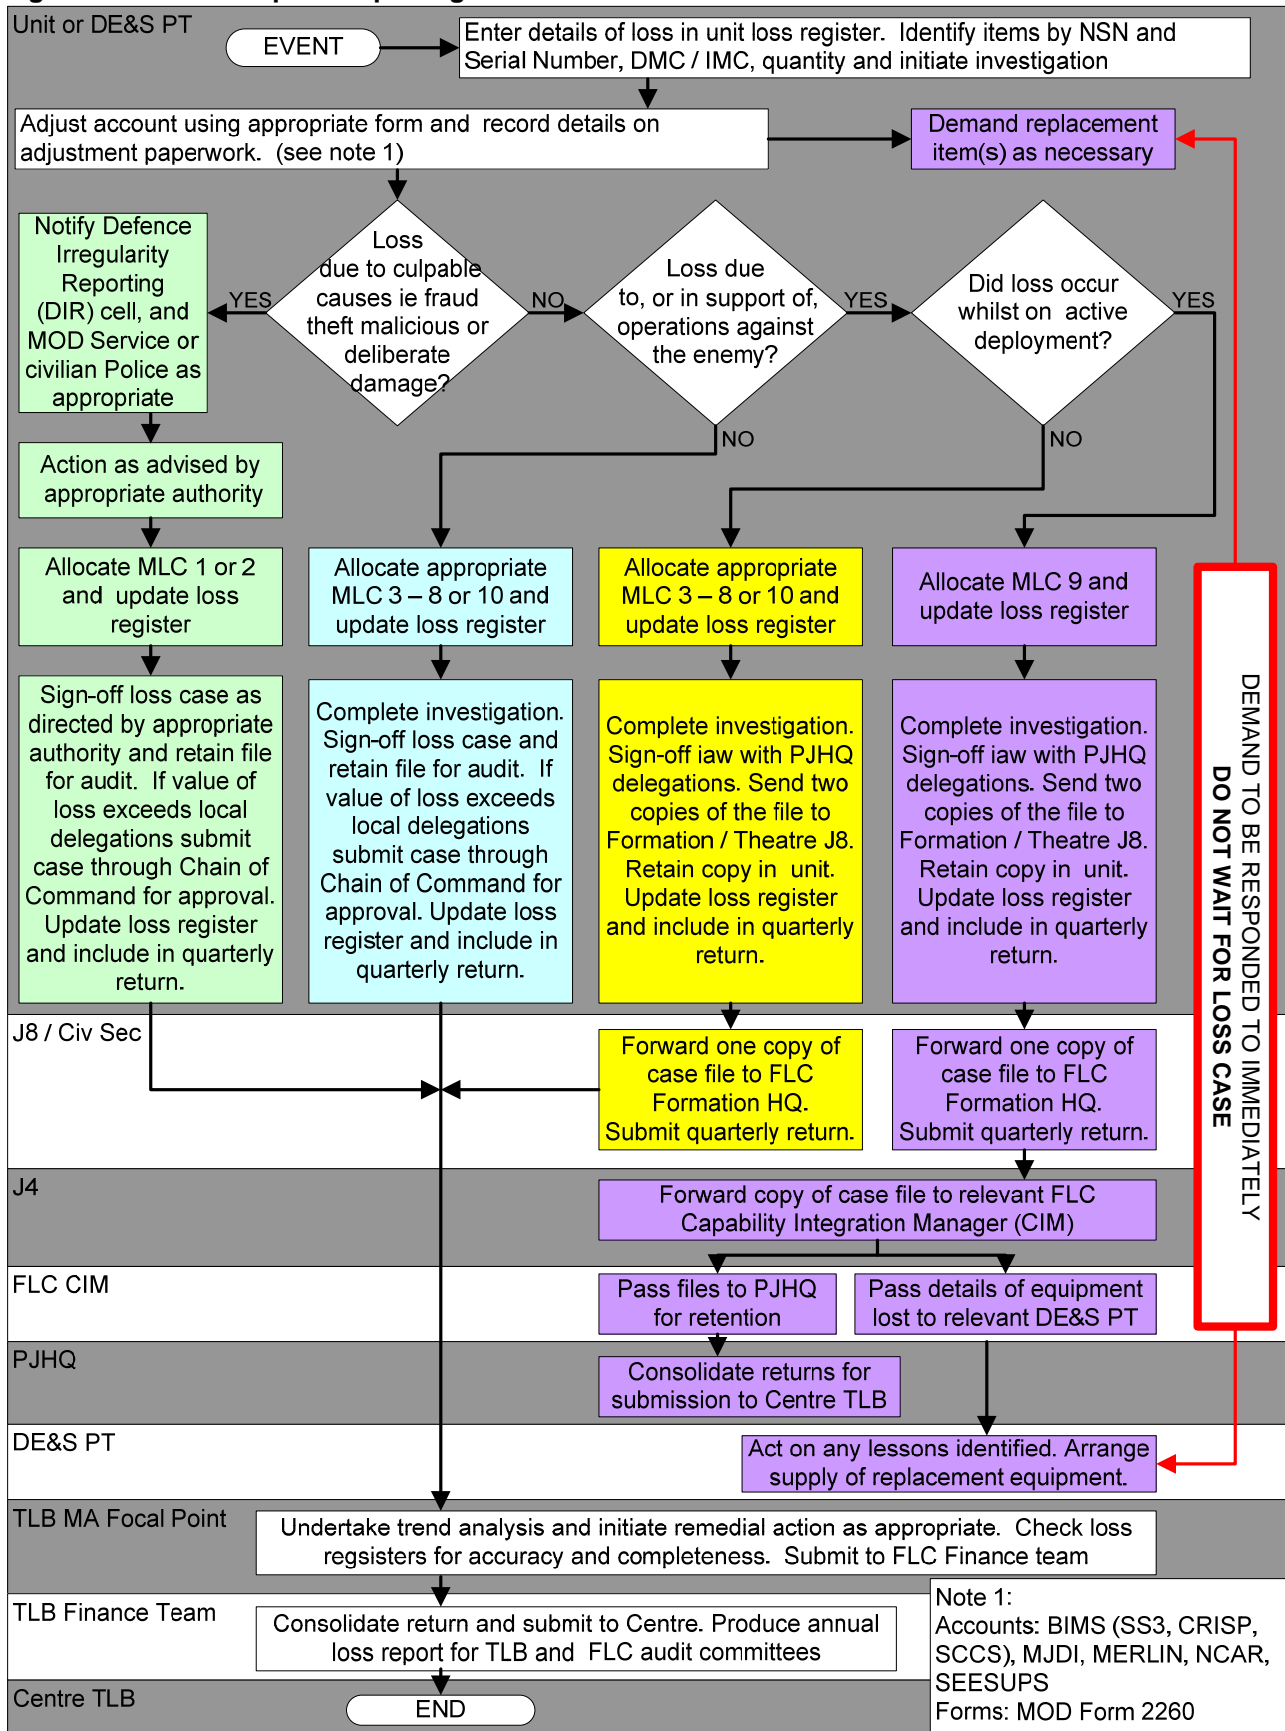 Unit or DE&S PT
EVENT
Enter details of loss in unit loss register.  Identify items by NSN and
Serial Number, DMC / IMC, quantity and initiate investigation
Adjust account using appropriate form and  record details on
adjustment paperwork.  (see note 1)
Demand replacement
item(s) as necessary
Notify Defence
Irregularity
Reporting
(DIR) cell, and
MOD Service or
civilian Police as
appropriate
YES
Loss
due to culpable
causes ie fraud
theft malicious or
deliberate
damage?
NO
Loss due
to, or in support of,
operations against
the enemy?
YES
Did loss occur
whilst on  active
deployment?
YES
NO
NO
Action as advised by
appropriate authority
Allocate MLC 1 or 2
and  update loss
register
Allocate appropriate
MLC 3 – 8 or 10 and
update loss register
Allocate appropriate
MLC 3 – 8 or 10 and
update loss register
Allocate MLC 9 and
update loss register
Sign-off loss case as
directed by appropriate
authority and retain file
for audit.  If value of
loss exceeds local
delegations submit
case through Chain of
Command for approval.
Update loss register
and include in quarterly
return.
Complete investigation.
Sign-off loss case and
retain file for audit.  If
value of loss exceeds
local delegations
submit case through
Chain of Command for
approval. Update loss
register and include in
quarterly return.
Complete investigation.
Sign-off iaw with PJHQ
delegations. Send two
copies of the file to
Formation / Theatre J8.
Retain copy in  unit.
Update loss register
and include in quarterly
return.
Complete investigation.
Sign-off iaw with PJHQ
delegations. Send two
copies of the file to
Formation / Theatre J8.
Retain copy in  unit.
Update loss register
and include in quarterly
return.
DEMAND TO BE RESPONDED TO IMMEDIATELY
DO NOT WAIT FOR LOSS CASE
J8 / Civ Sec
Forward one copy of
case file to FLC
Formation HQ.
Submit quarterly return.
Forward one copy of
case file to FLC
Formation HQ.
Submit quarterly return.
J4
Forward copy of case file to relevant FLC
Capability Integration Manager (CIM)
FLC CIM
Pass files to PJHQ
for retention
Pass details of equipment
lost to relevant DE&S PT
PJHQ
Consolidate returns for
submission to Centre TLB
DE&S PT
Act on any lessons identified. Arrange
supply of replacement equipment.
TLB MA Focal Point
Undertake trend analysis and initiate remedial action as appropriate.  Check loss
regsisters for accuracy and completeness.  Submit to FLC Finance team
TLB Finance Team
Consolidate return and submit to Centre. Produce annual
loss report for TLB and  FLC audit committees
Centre TLB
END
Note 1:
Accounts: BIMS (SS3, CRISP,
SCCS), MJDI, MERLIN, NCAR,
SEESUPS
Forms: MOD Form 2260